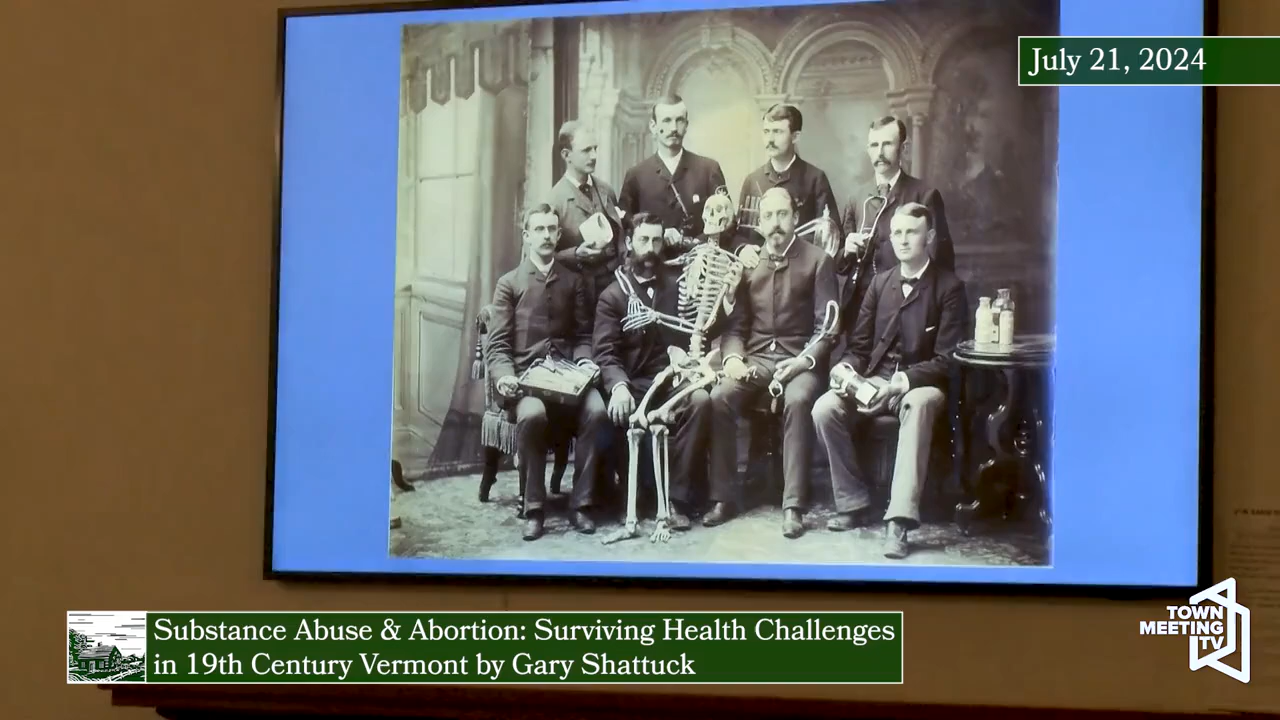 July 21, 2024
Substance Abuse & Abortion: Surviving Health Challenges
in 19th Century Vermont by Gary Shattuck
TOWN
MEETING
TV